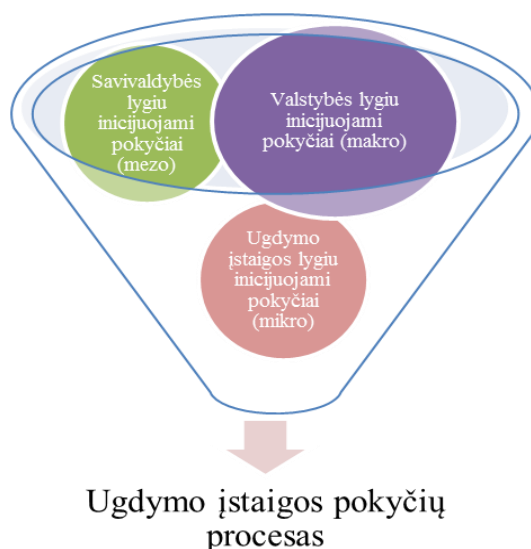 Savivaldybės
lygiu
inicijuojami
pokyčiai
(mezo)
Valstybės lygiu
inicijuojami
pokyčiai (makro)
Ugdymo
įstaigos lygiu
inicijuojami
pokyčiai
(mikro)
Ugdymo įstaigos pokyčių
procesas